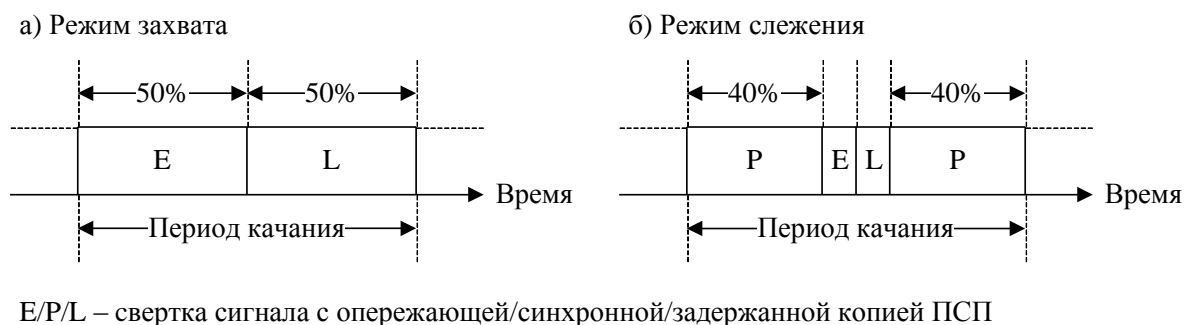 а) Режим захвата
б) Режим слежения
50% 50%
40% 40%
E L
P E L P
Время
Время
Период качания
Период качания
E/P/L – свертка сигнала с опережающей/синхронной/задержанной копией ПСП